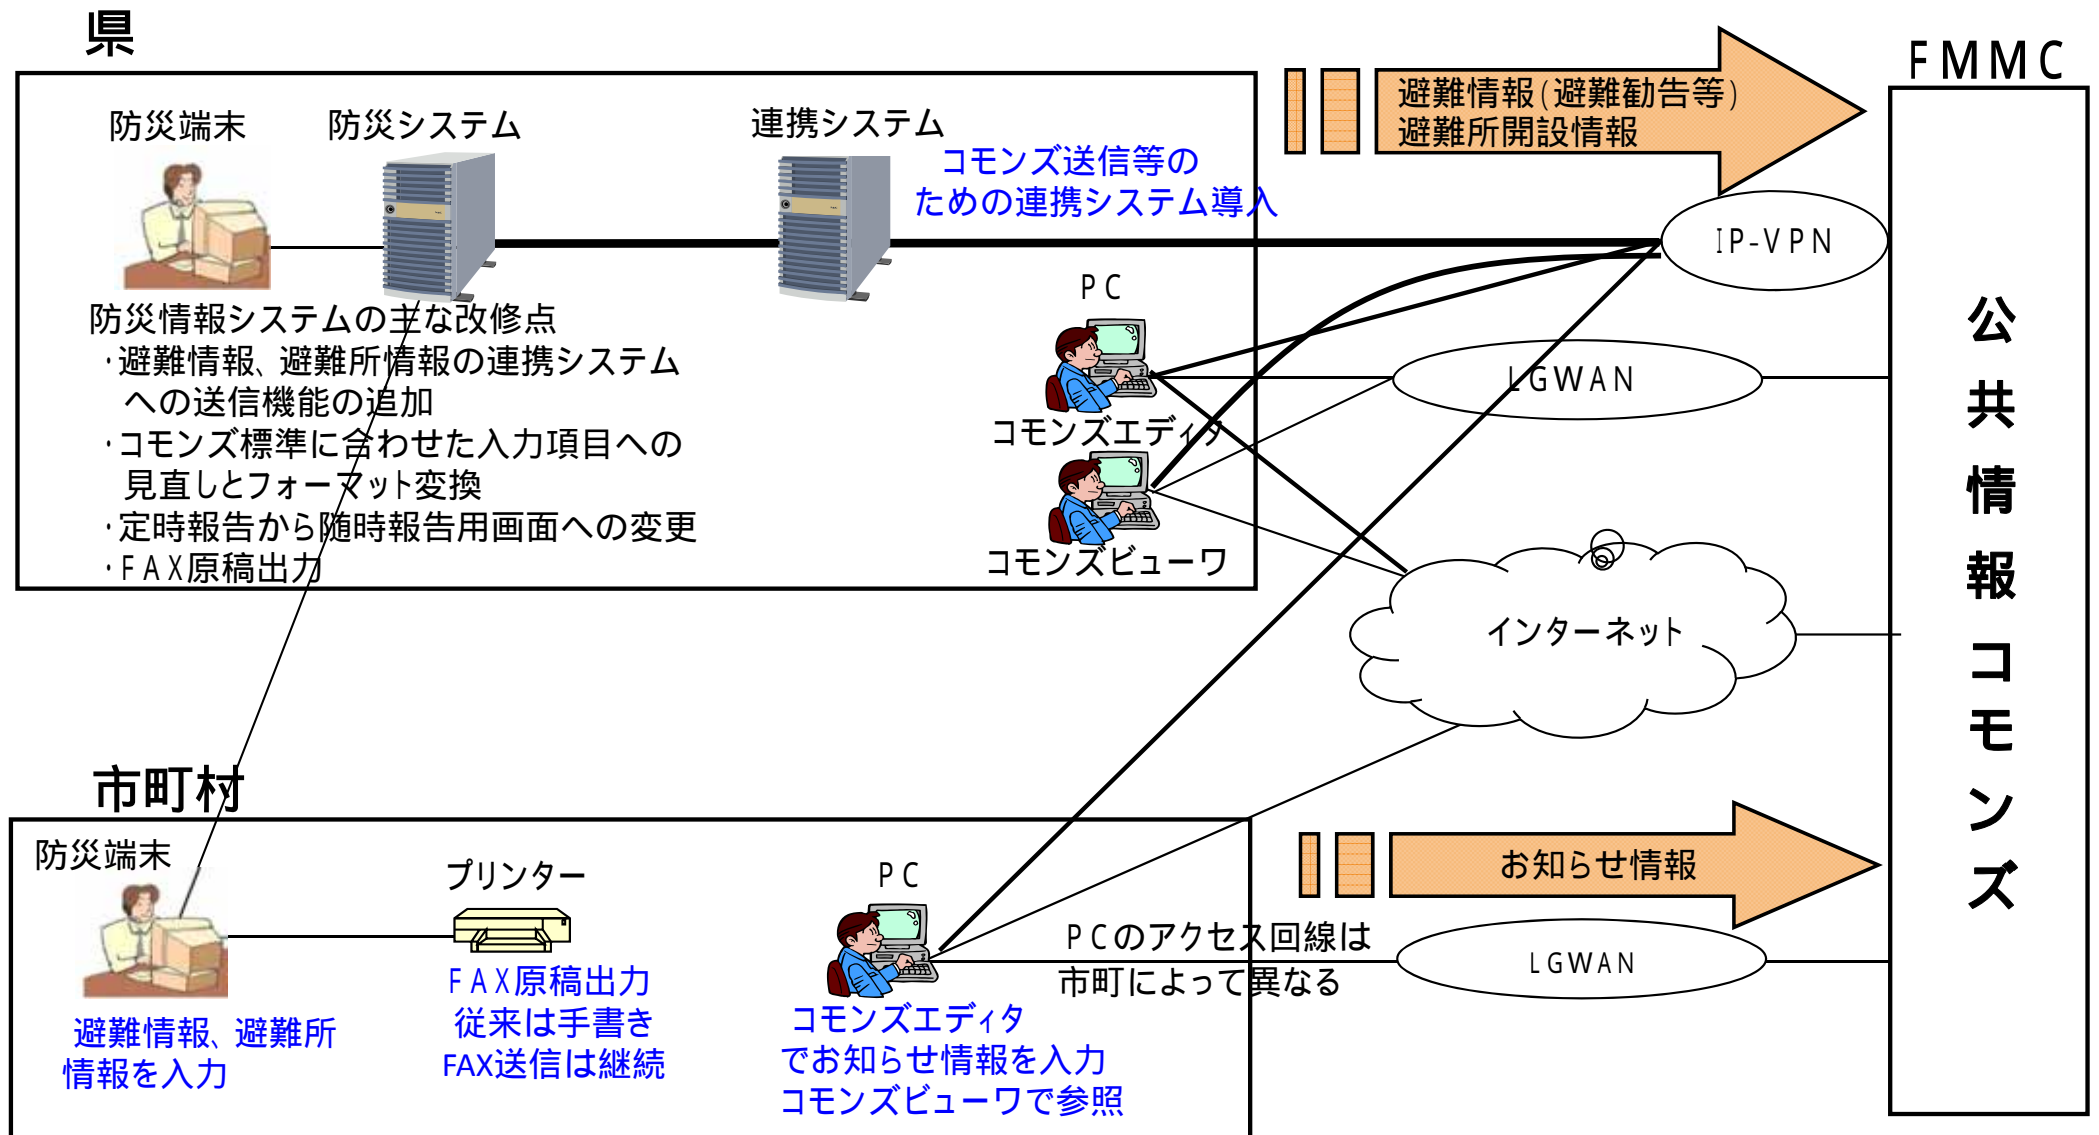 県
防災端末
防災システム
連携システム
コモンズ送信等の
ための連携システム導入
避難情報(避難勧告等)
避難所開設情報
FMMC
IP-VPN
PC
防災情報システムの主な改修点
・避難情報、避難所情報の連携システム
への送信機能の追加
・コモンズ標準に合わせた入力項目への
見直しとフォーマット変換
・定時報告から随時報告用画面への変更
・FAX原稿出力
コモンズエディタ
コモンズビューワ
LGWAN
インターネット
公共情報コモンズ
市町村
防災端末
プリンター
PC
お知らせ情報
PCのアクセス回線は
市町によって異なる
LGWAN
避難情報、避難所
情報を入力
FAX原稿出力
従来は手書き
FAX送信は継続
コモンズエディタ
でお知らせ情報を入力
コモンズビューワで参照